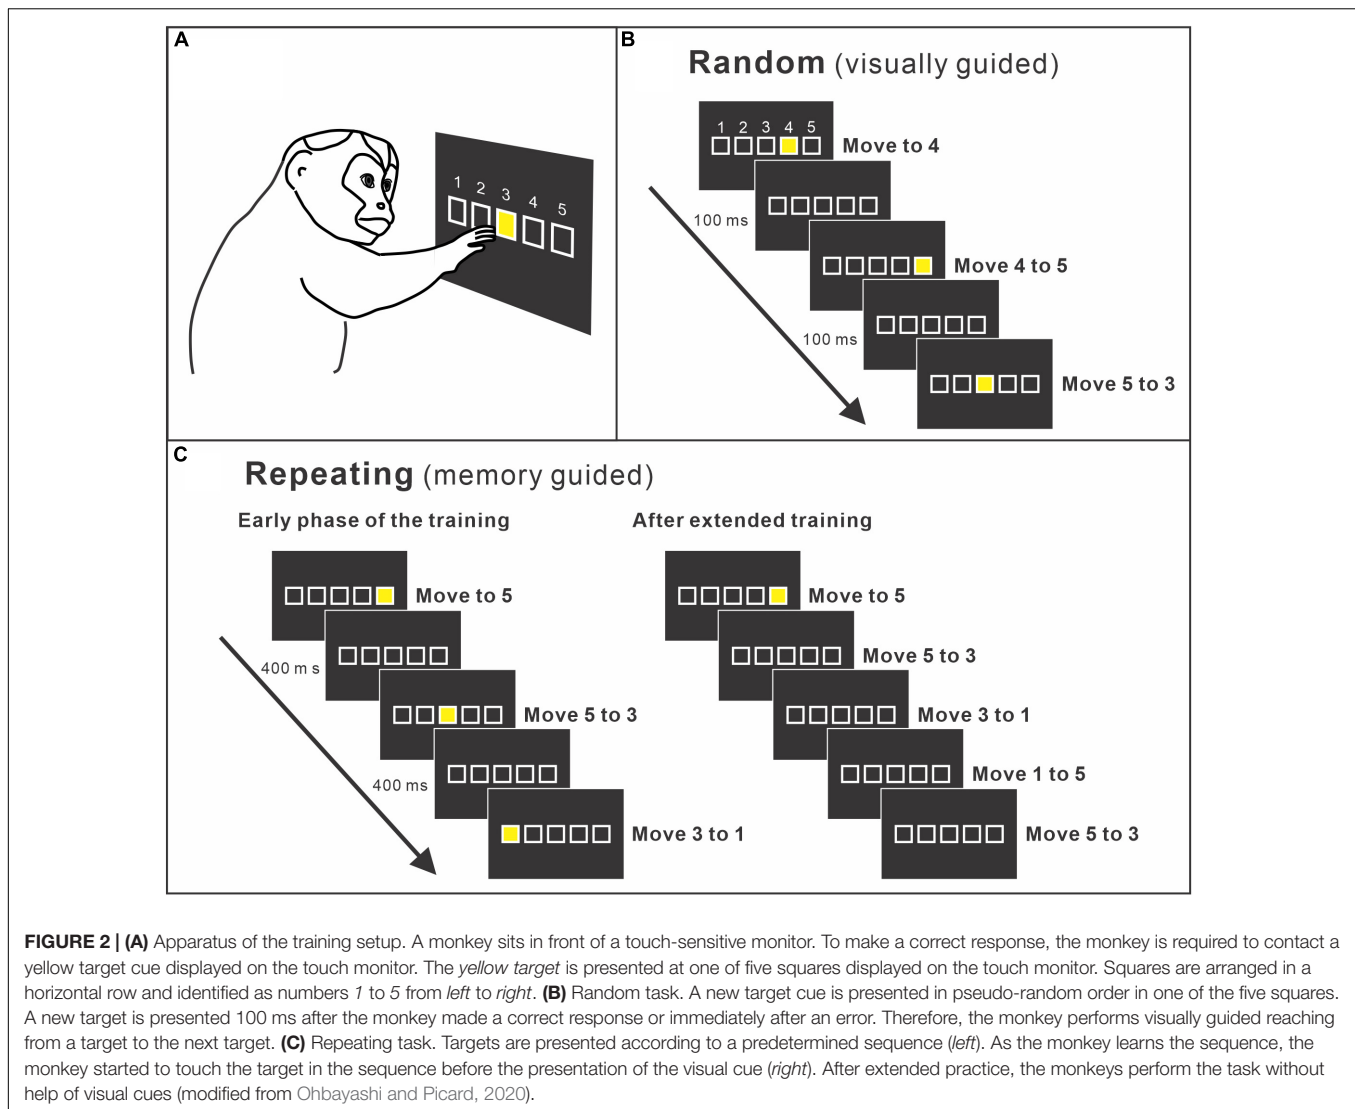 A
1 2 3 4 5
B
Random (visually guided)
1 2 3 4 5
Move to 4
100 ms
Move 4 to 5
100 ms
Move 5 to 3
C
Repeating (memory guided)
Early phase of the training
Move to 5
400 m s
Move 5 to 3
400 ms
Move 3 to 1
After extended training
Move to 5
Move 5 to 3
Move 3 to 1
Move 1 to 5
Move 5 to 3
FIGURE 2 | (A) Apparatus of the training setup. A monkey sits in front of a touch-sensitive monitor. To make a correct response, the monkey is required to contact a
yellow target cue displayed on the touch monitor. The yellow target is presented at one of five squares displayed on the touch monitor. Squares are arranged in a
horizontal row and identified as numbers 1 to 5 from left to right. (B) Random task. A new target cue is presented in pseudo-random order in one of the five squares.
A new target is presented 100 ms after the monkey made a correct response or immediately after an error. Therefore, the monkey performs visually guided reaching
from a target to the next target. (C) Repeating task. Targets are presented according to a predetermined sequence (left). As the monkey learns the sequence, the
monkey started to touch the target in the sequence before the presentation of the visual cue (right). After extended practice, the monkeys perform the task without
help of visual cues (modified from Ohbayashi and Picard, 2020).